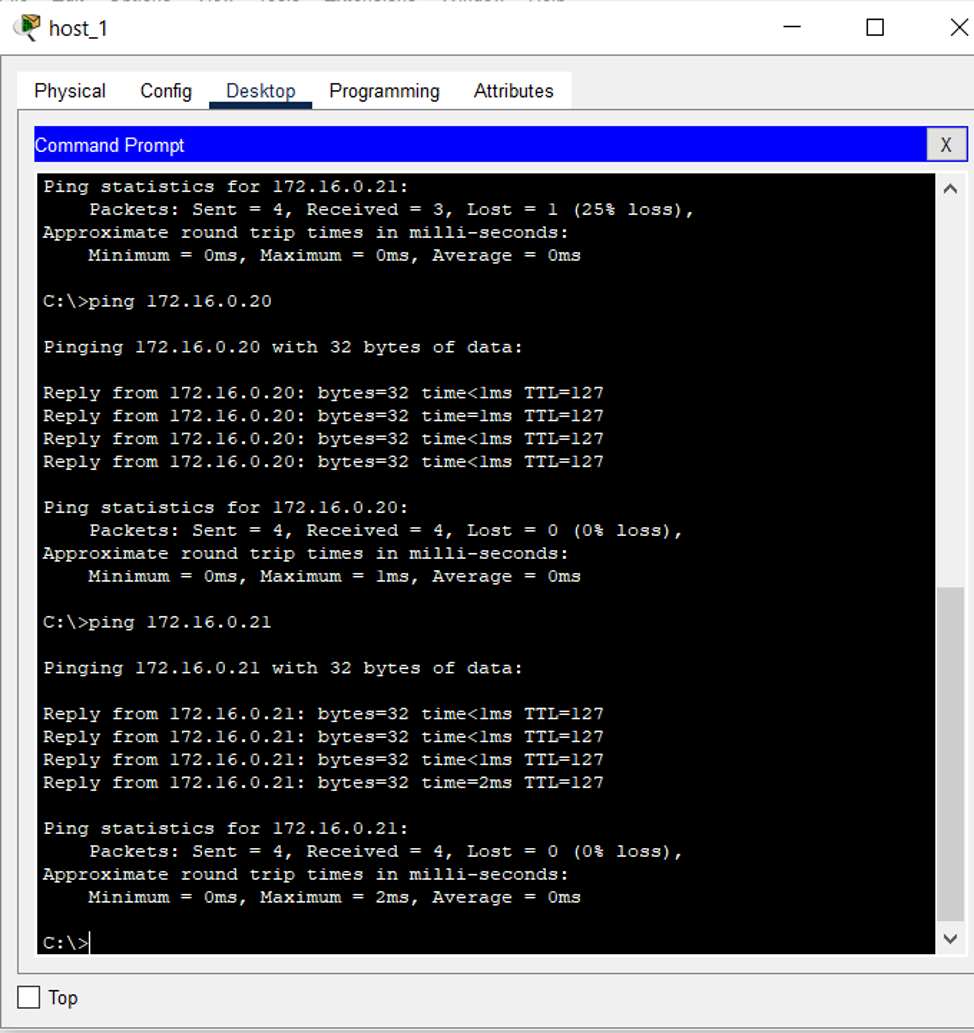 host_1
Physical Config Desktop Programming Attributes
Command Prompt X
Ping statistics for 172.16.0.21:
    Packets: Sent = 4, Received = 3, Lost = 1 (25% loss),
Approximate round trip times in milli-seconds:
    Minimum = 0ms, Maximum = 0ms, Average = 0ms
C:\>ping 172.16.0.20
Pinging 172.16.0.20 with 32 bytes of data:
Reply from 172.16.0.20: bytes=32 time<1ms TTL=127
Reply from 172.16.0.20: bytes=32 time=1ms TTL=127
Reply from 172.16.0.20: bytes=32 time<1ms TTL=127
Reply from 172.16.0.20: bytes=32 time<1ms TTL=127
Ping statistics for 172.16.0.20:
    Packets: Sent = 4, Received = 4, Lost = 0 (0% loss),
Approximate round trip times in milli-seconds:
    Minimum = 0ms, Maximum = 1ms, Average = 0ms
C:\>ping 172.16.0.21
Pinging 172.16.0.21 with 32 bytes of data:
Reply from 172.16.0.21: bytes=32 time<1ms TTL=127
Reply from 172.16.0.21: bytes=32 time<1ms TTL=127
Reply from 172.16.0.21: bytes=32 time<1ms TTL=127
Reply from 172.16.0.21: bytes=32 time=2ms TTL=127
Ping statistics for 172.16.0.21:
    Packets: Sent = 4, Received = 4, Lost = 0 (0% loss),
Approximate round trip times in milli-seconds:
    Minimum = 0ms, Maximum = 2ms, Average = 0ms
C:\>
Top